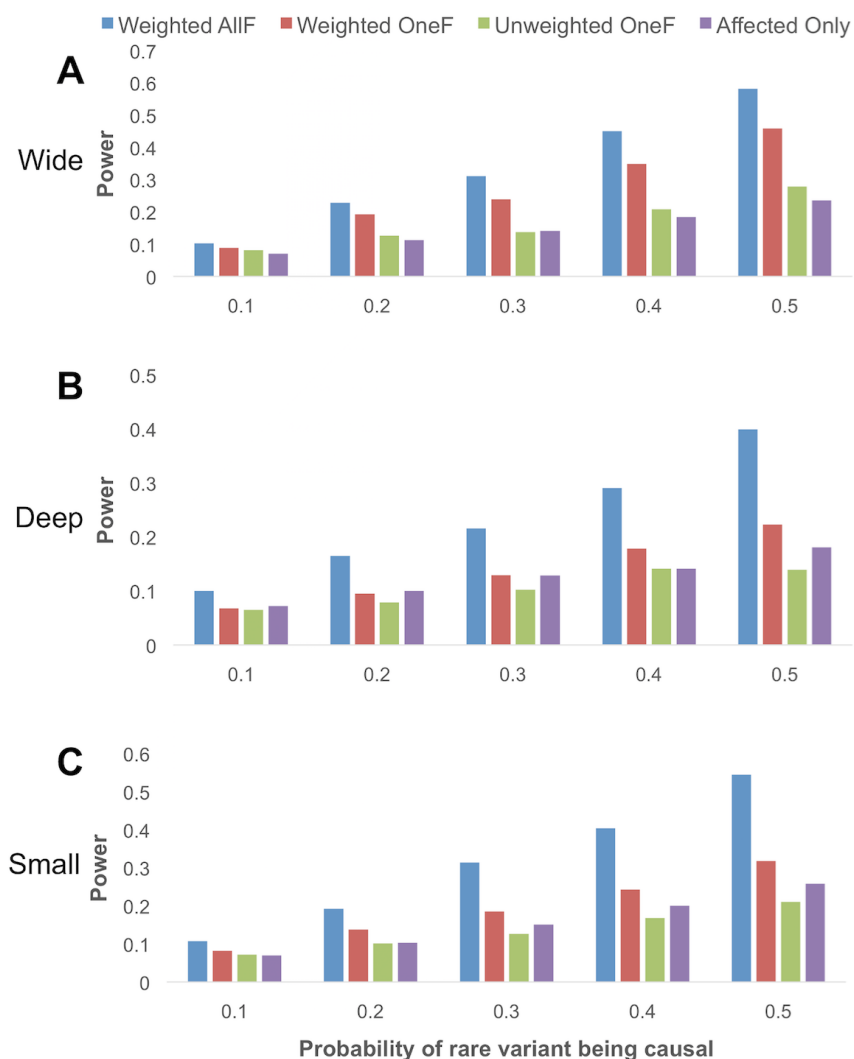 Weighted AllF Weighted OneF Unweighted OneF Affected Only
A
Wide
Power
0.7
0.6
0.5
0.4
0.3
0.2
0.1
0
0.1 0.2 0.3 0.4 0.5
B
Deep
Power
0.5
0.4
0.3
0.2
0.1
0
0.1 0.2 0.3 0.4 0.5
C
Small
Power
0.6
0.5
0.4
0.3
0.2
0.1
0
0.1 0.2 0.3 0.4 0.5
Probability of rare variant being causal